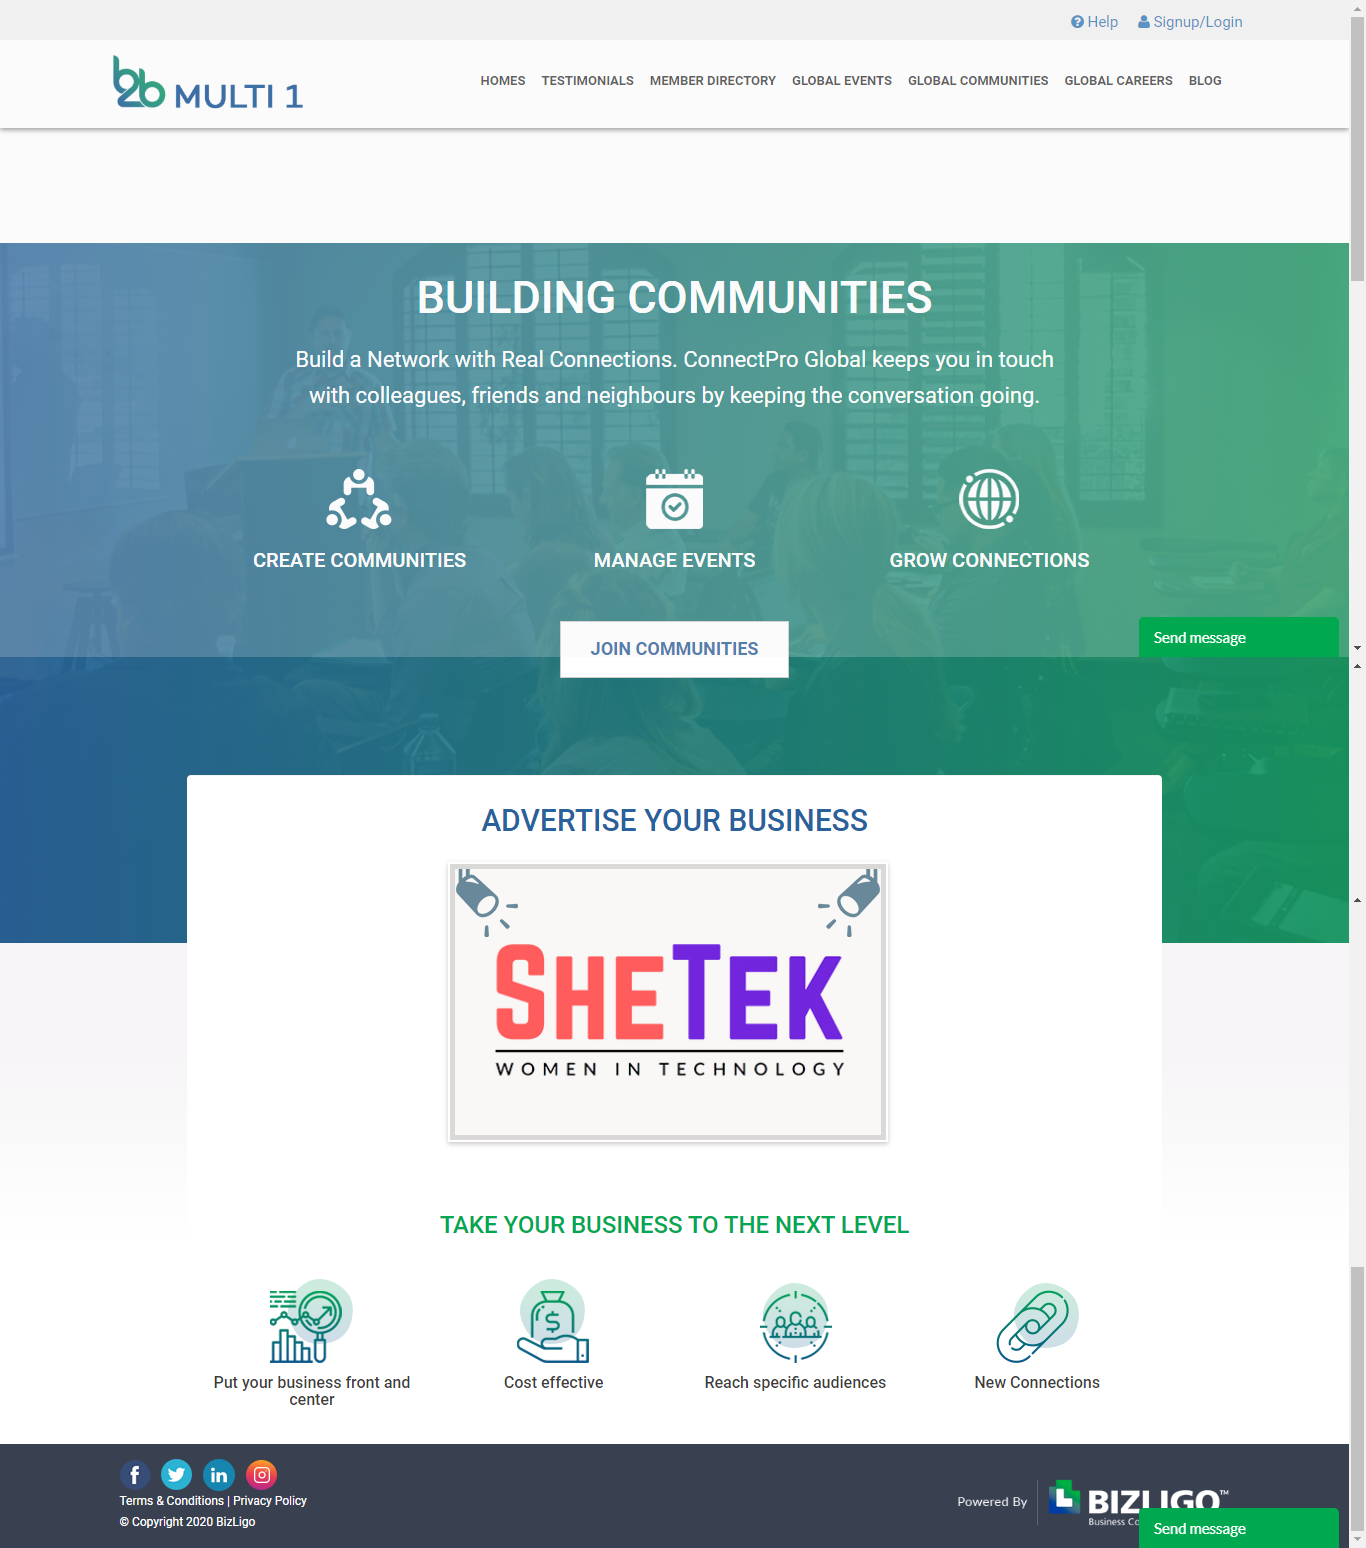 Help
Signup/Login
b2b MULTI 1
HOMES
TESTIMONIALS
MEMBER DIRECTORY
GLOBAL EVENTS
GLOBAL COMMUNITIES
GLOBAL CAREERS
BLOG
BUILDING COMMUNITIES
Build a Network with Real Connections. ConnectPro Global keeps you in touch
with colleagues, friends and neighbours by keeping the conversation going.
CREATE COMMUNITIES
MANAGE EVENTS
GROW CONNECTIONS
JOIN COMMUNITIES
Send message
ADVERTISE YOUR BUSINESS
SHETEK
WOMEN IN TECHNOLOGY
TAKE YOUR BUSINESS TO THE NEXT LEVEL
Put your business front and
center
Cost effective
Reach specific audiences
New Connections
Terms & Conditions | Privacy Policy
© Copyright 2020 BizLigo
Powered By
BIZLIGO™
Business
Send message